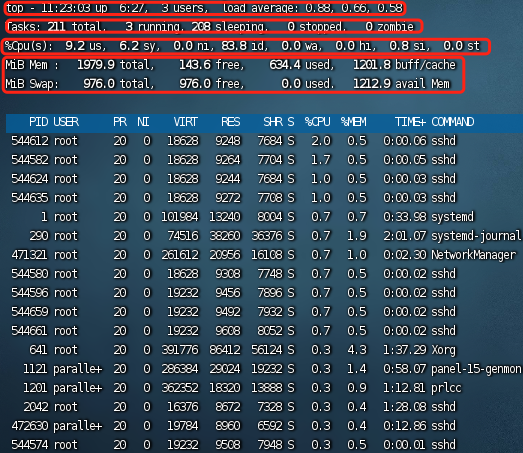 top - 11:23:03 up  6:27,  3 users,  load average: 0.88, 0.66, 0.58
Tasks: 211 total,   3 running, 208 sleeping,   0 stopped,   0 zombie
%Cpu(s):  9.2 us,  6.2 sy,  0.0 ni, 83.8 id,  0.0 wa,  0.0 hi,  0.8 si,  0.0 st
MiB Mem :  1979.9 total,   143.6 free,   634.4 used,  1201.8 buff/cache
MiB Swap:   976.0 total,   976.0 free,     0.0 used.  1212.9 avail Mem
PID USER PR NI VIRT RES SHR S %CPU %MEM TIME+ COMMAND
544612 root 20 0 18628 9248 7684 S 2.0 0.5 0:00.06 sshd
544582 root 20 0 18628 9264 7704 S 1.7 0.5 0:00.05 sshd
544624 root 20 0 18628 9244 7684 S 1.0 0.5 0:00.03 sshd
544635 root 20 0 18628 9272 7708 S 1.0 0.5 0:00.03 sshd
1 root 20 0 101984 13240 8004 S 0.7 0.7 0:33.98 systemd
290 root 20 0 74516 38260 36376 S 0.7 1.9 2:01.07 systemd-journal
471321 root 20 0 261612 20956 16108 S 0.7 1.0 0:02.30 NetworkManager
544580 root 20 0 18628 9308 7748 S 0.7 0.5 0:00.02 sshd
544596 root 20 0 19232 9456 7896 S 0.7 0.5 0:00.02 sshd
544659 root 20 0 19232 9492 7932 S 0.7 0.5 0:00.02 sshd
544661 root 20 0 19232 9608 8052 S 0.7 0.5 0:00.02 sshd
641 root 20 0 391776 86412 56124 S 0.3 4.3 1:37.29 Xorg
1121 paralle+ 20 0 286384 29024 19232 S 0.3 1.4 0:58.07 panel-15-genmon
1201 paralle+ 20 0 362352 18320 13888 S 0.3 0.9 1:12.81 prlcc
2042 root 20 0 16376 8672 7328 S 0.3 0.4 1:28.08 sshd
472630 paralle+ 20 0 19784 8960 6592 S 0.3 0.4 0:12.86 sshd
544574 root 20 0 19232 9508 7948 S 0.3 0.5 0:00.01 sshd